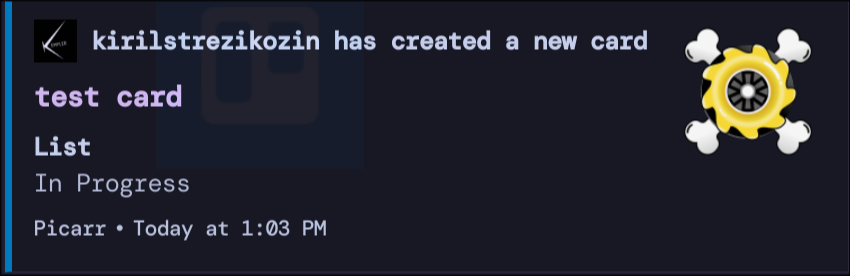 kirilstrezikozin has created a new card
test card
List
In Progress
Picarr • Today at 1:03 PM